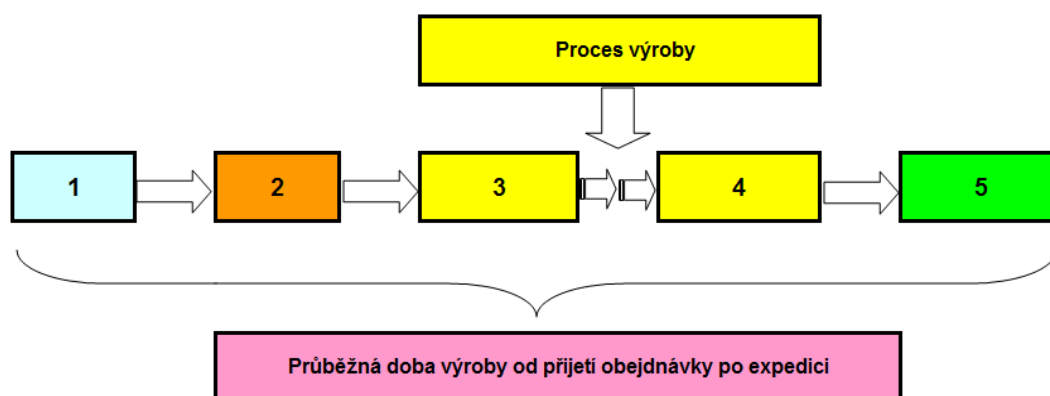 Proces výroby
1
2
3
4
5
Průběžná doba výroby od přijetí obejdnávky po expedici